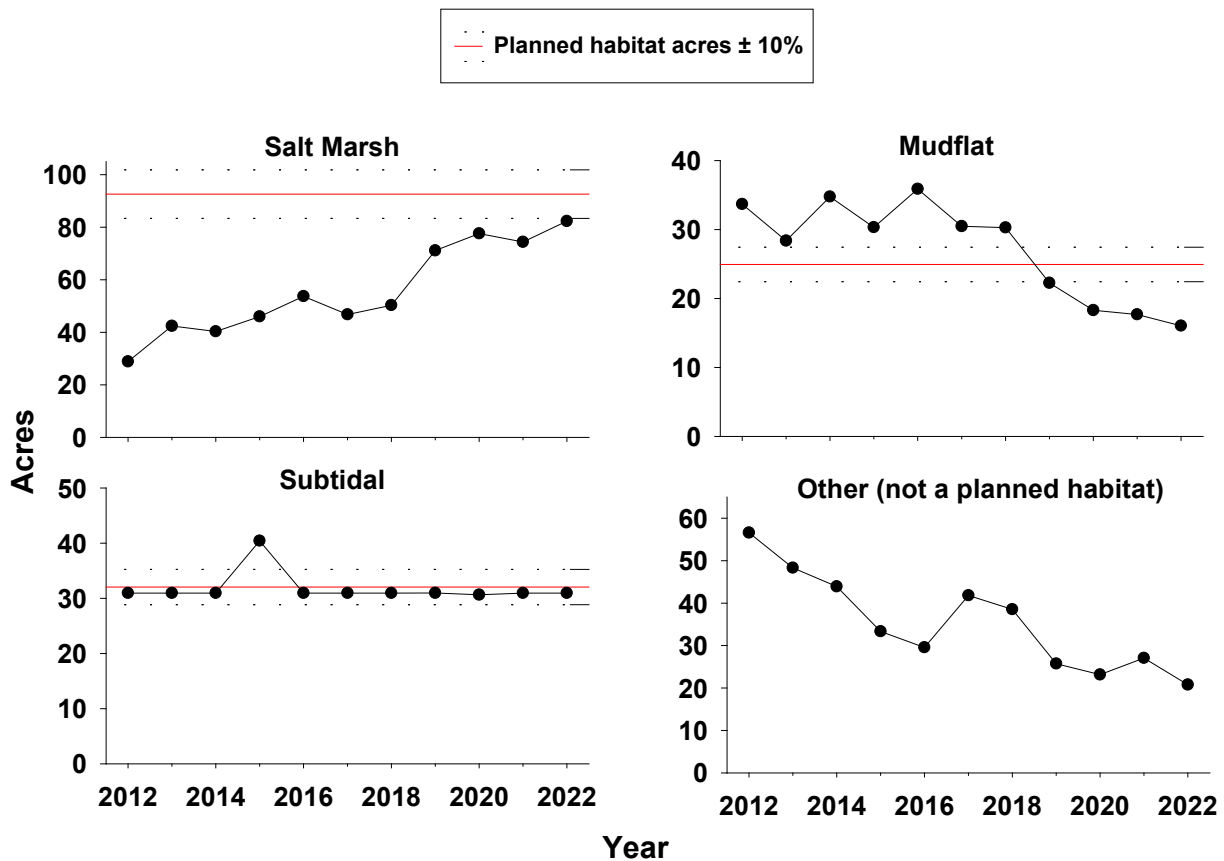 Planned habitat acres ± 10%
Salt Marsh
100
80
60
40
20
0
Mudflat
40
30
20
10
0
Acres
Subtidal
50
40
30
20
10
0
2012 2014 2016 2018 2020 2022
Other (not a planned habitat)
60
50
40
30
20
10
0
2012 2014 2016 2018 2020 2022
Year